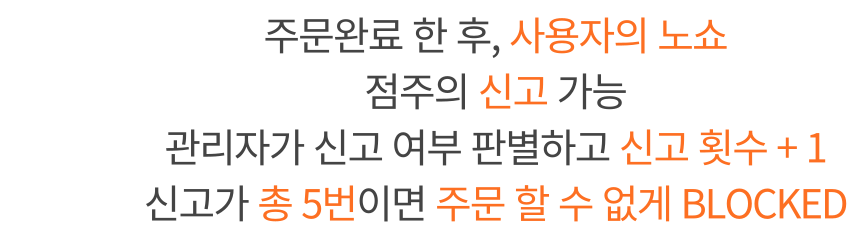 주문완료 한 후, 사용자의 노쇼
점주의 신고 가능
관리자가 신고 여부 판별하고 신고 횟수 + 1
신고가 총 5번이면 주문 할 수 없게 BLOCKED